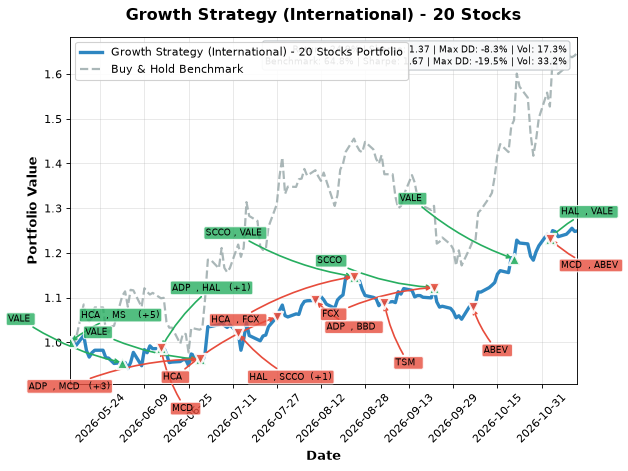 Growth Strategy (International) - 20 Stocks
Growth Strategy (International) - 20 Stocks Portfolio
Buy & Hold Benchmark
1.37 | Max DD: -8.3% | Vol: 17.3%
Benchmark: 64.8% | Sharpe: 1.67 | Max DD: -19.5% | Vol: 33.2%
Portfolio Value
1.6
1.5
1.4
1.3
1.2
1.1
1.0
VALE
HAL , VALE
SCCO , VALE
SCCO
MCD , ABEV
ADP , HAL (+1)
HCA , MS (+5)
VALE
VALE
HCA , FCX
FCX
ADP , BBD
ABEV
TSM
HCA
HAL , SCCO (+1)
ADP , MCD (+3)
MCD
2026-05-24
2026-06-09
2026-07-11
2026-07-27
2026-08-12
2026-08-28
2026-09-13
2026-09-29
2026-10-15
2026-10-31
Date